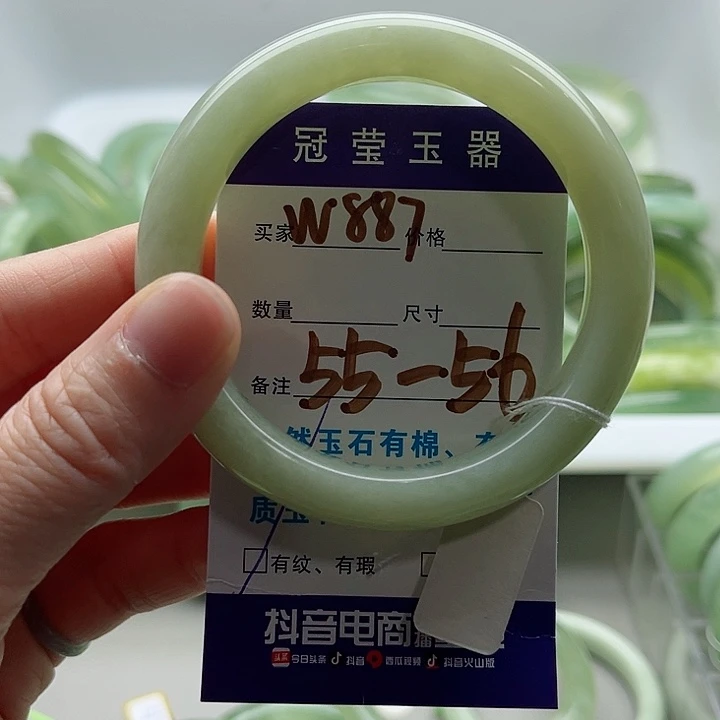 冠莹玉器
买家 W887 价格
数量 尺寸
备注 55-56
然玉石有棉、
质玉
有纹、有瑕
抖音电商
今日头条 抖音 西瓜视频 抖音火山版